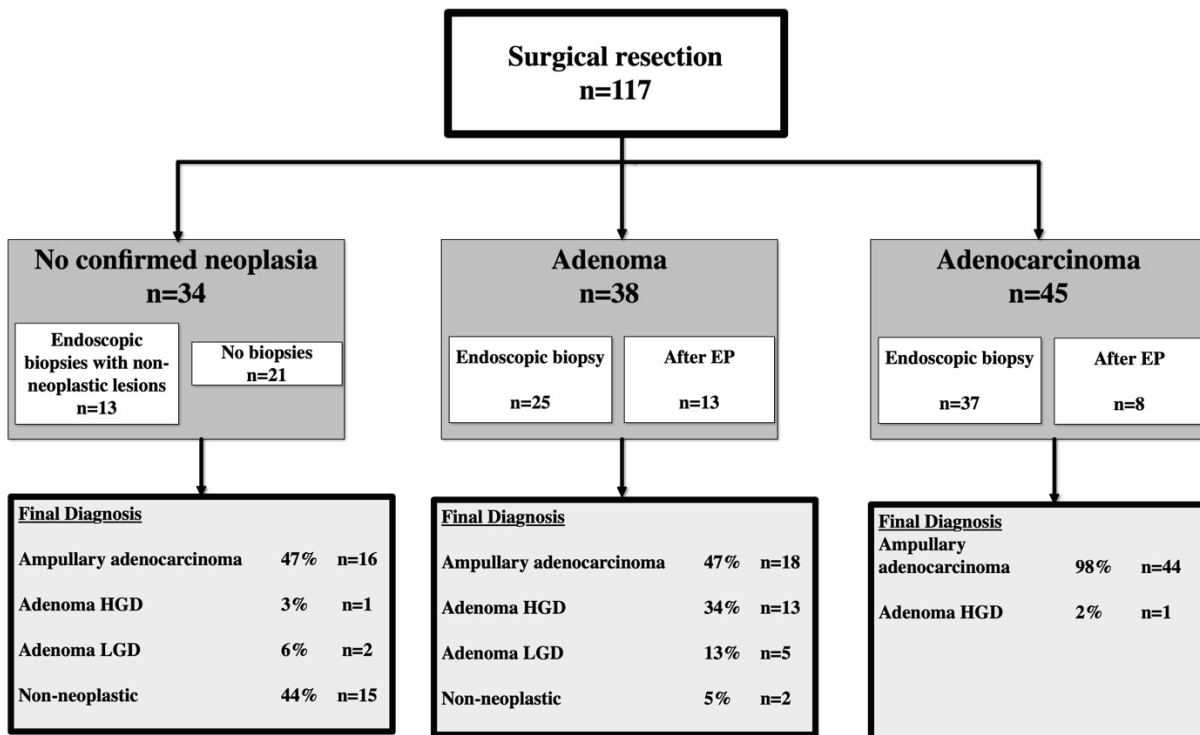 Surgical resection
n=117
No confirmed neoplasia
n=34
Endoscopic
biopsies with non-
neoplastic lesions
n=13
No biopsies
n=21
Adenoma
n=38
Endoscopic biopsy
n=25
After EP
n=13
Adenocarcinoma
n=45
Endoscopic biopsy
n=37
After EP
n=8
Final Diagnosis
Ampullary adenocarcinoma 47% n=16
Adenoma HGD 3% n=1
Adenoma LGD 6% n=2
Non-neoplastic 44% n=15
Final Diagnosis
Ampullary adenocarcinoma 47% n=18
Adenoma HGD 34% n=13
Adenoma LGD 13% n=5
Non-neoplastic 5% n=2
Final Diagnosis
Ampullary
adenocarcinoma 98% n=44
Adenoma HGD 2% n=1